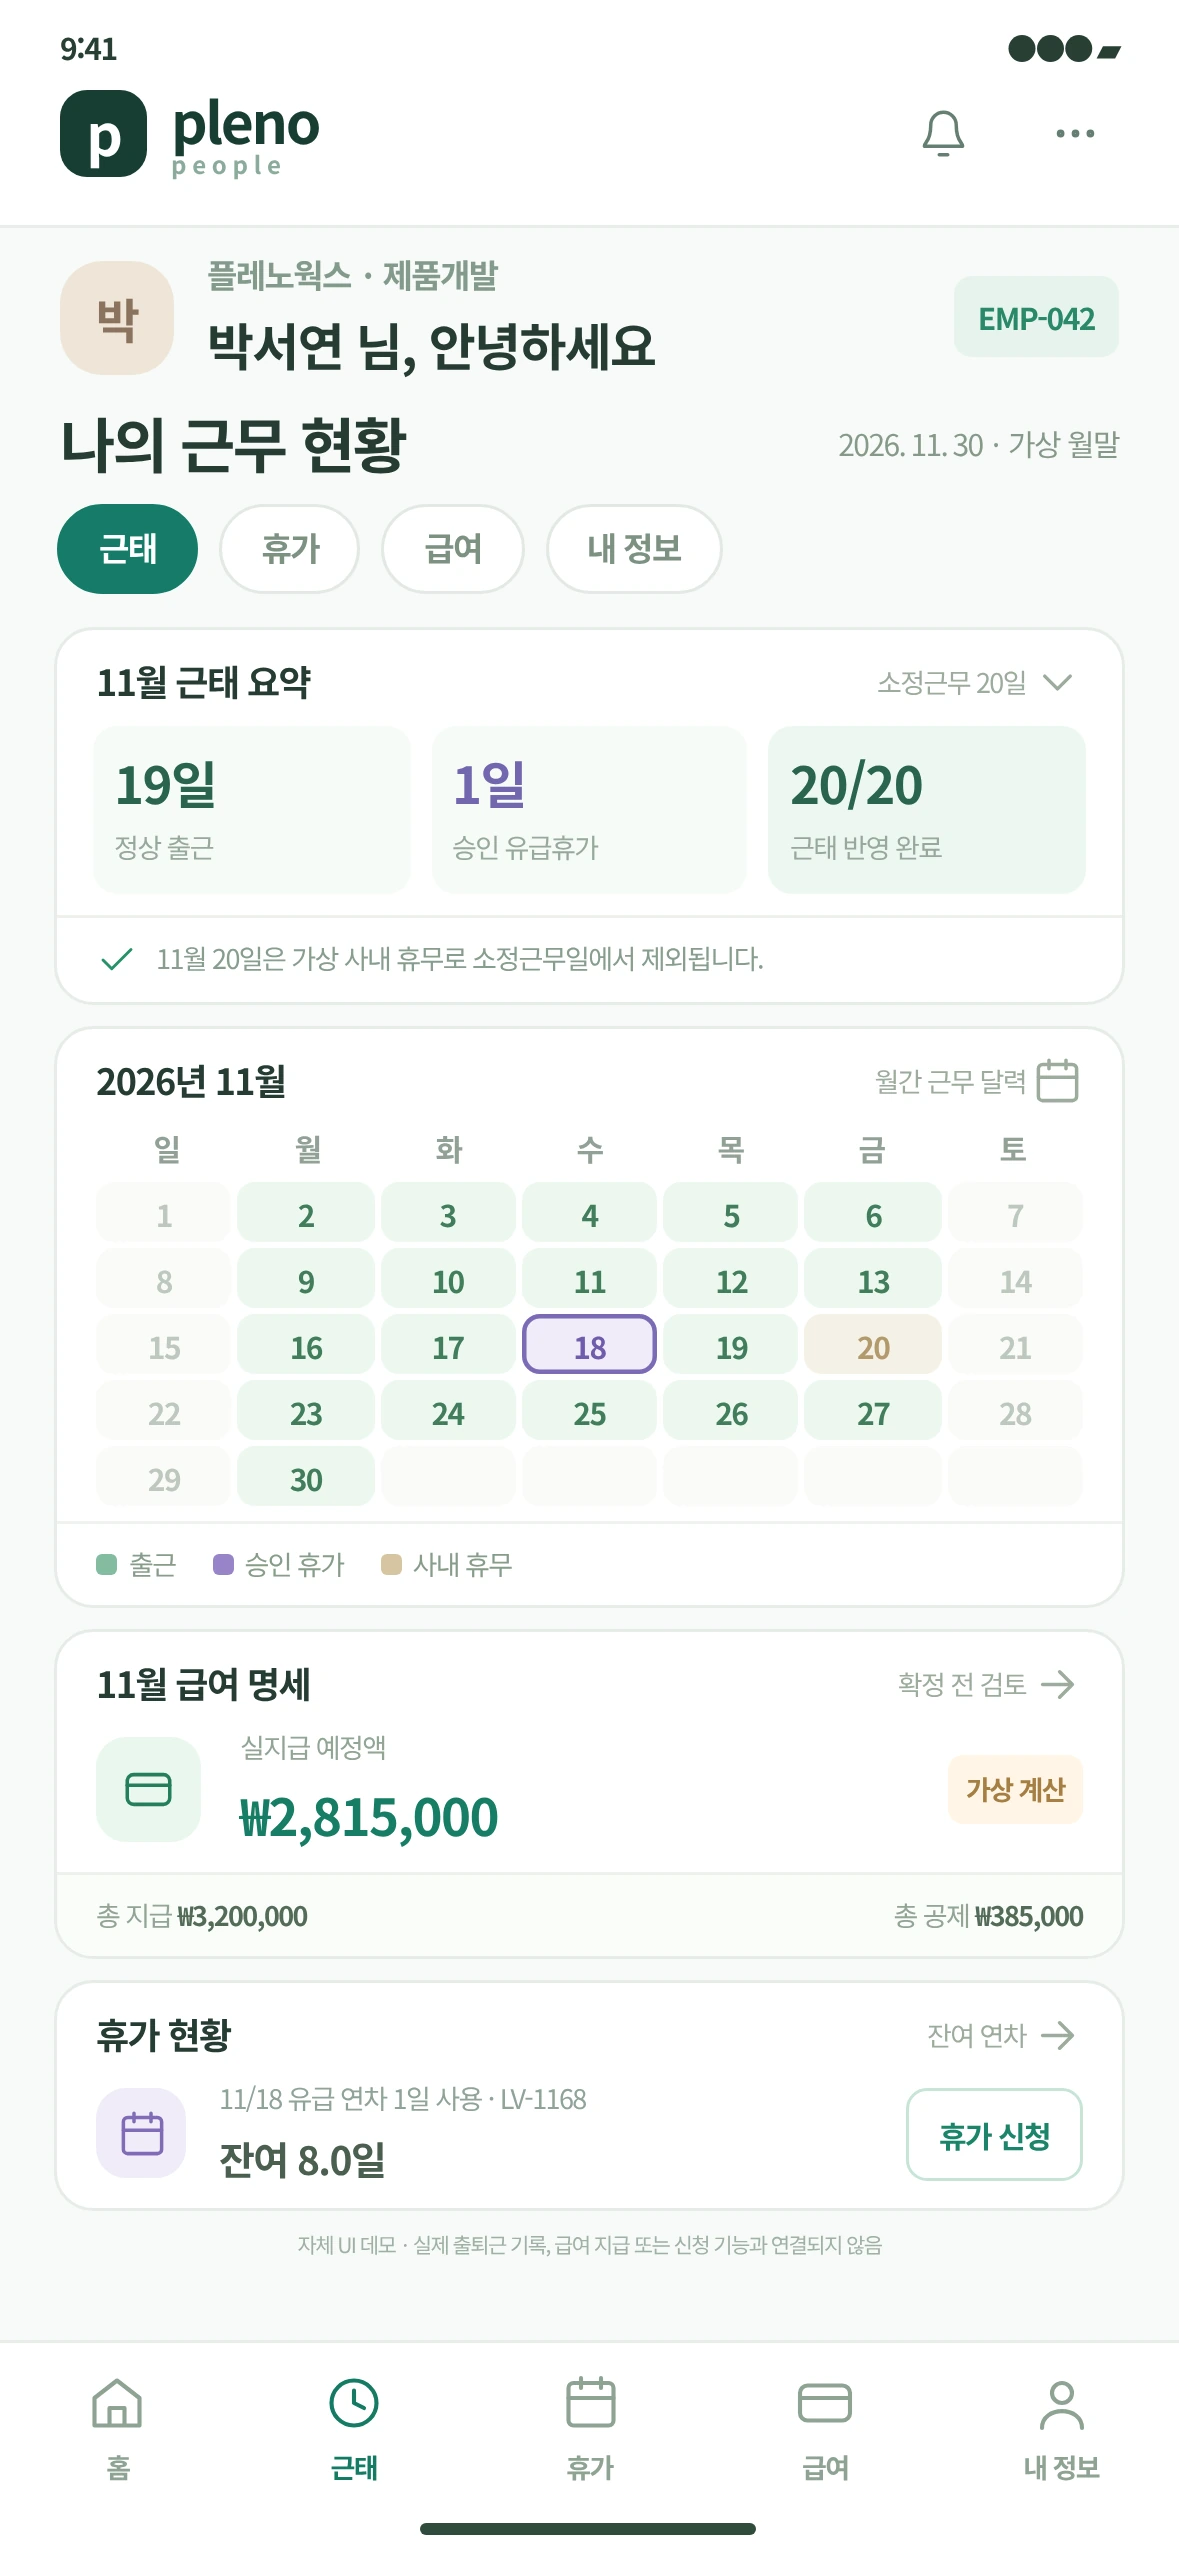 9:41
p
pleno
people
박
플레노웍스 · 제품개발
박서연 님, 안녕하세요
EMP-042
나의 근무 현황
2026. 11. 30 · 가상 월말
근태 휴가 급여 내 정보
11월 근태 요약
소정근무 20일
19일 1일 20/20
정상 출근 승인 유급휴가 근태 반영 완료
11월 20일은 가상 사내 휴무로 소정근무일에서 제외됩니다.
2026년 11월
월간 근무 달력
일 월 화 수 목 금 토
1 2 3 4 5 6 7
8 9 10 11 12 13 14
15 16 17 18 19 20 21
22 23 24 25 26 27 28
29 30
출근 승인 휴가 사내 휴무
11월 급여 명세
확정 전 검토
실지급 예정액
₩2,815,000
가상 계산
총 지급 ₩3,200,000
총 공제 ₩385,000
휴가 현황
잔여 연차
11/18 유급 연차 1일 사용 · LV-1168
잔여 8.0일
휴가 신청
자체 UI 데모 · 실제 출퇴근 기록, 급여 지급 또는 신청 기능과 연결되지 않음
홈 근태 휴가 급여 내 정보